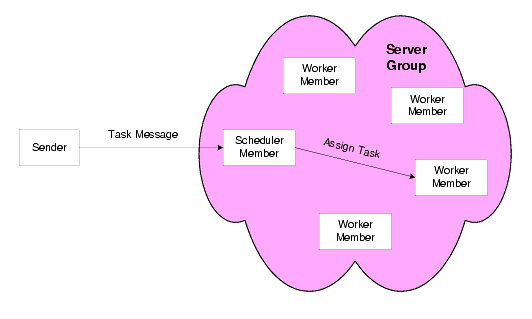 Server
Group
Worker
Member
Worker
Member
Sender
Task Message
Scheduler
Member
Assign Task
Worker
Member
Worker
Member